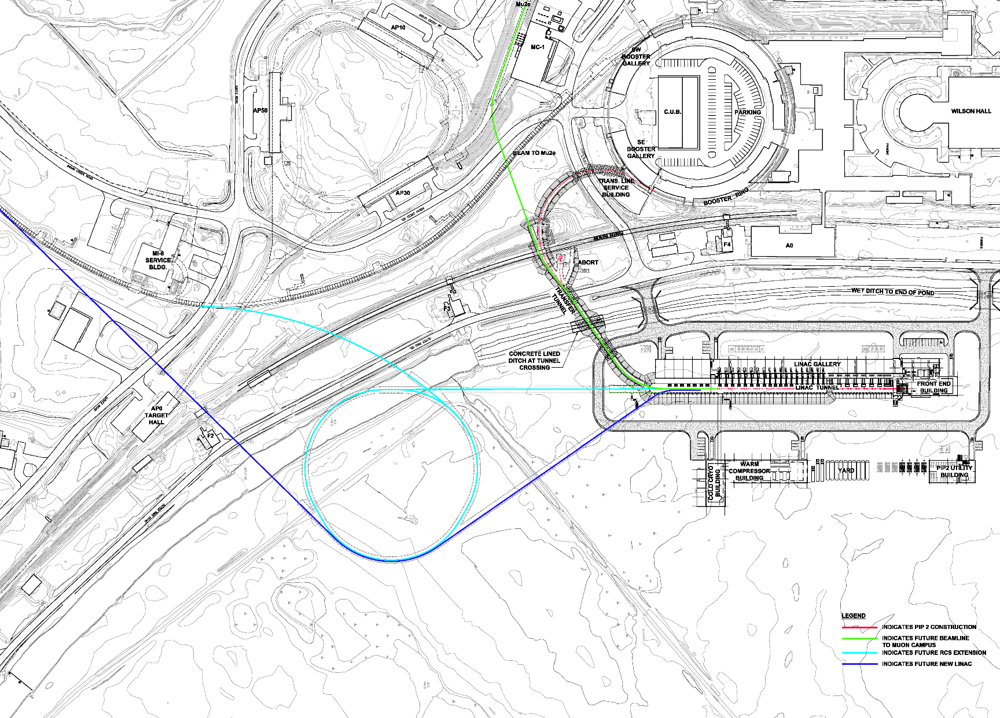 Mu2e
AP10
MC-1
SW
BOOSTER
GALLERY
AP50
C.U.B.
PARKING
WILSON HALL
SE
BOOSTER
GALLERY
BEAM TO Mu2e
TRANS. LINE
SERVICE
BUILDING
BOOSTER RING
AP30
MAIN RING
F4
A0
MI-8
SERVICE
BLDG.
ABORT
TRANSFER
TUNNEL
WET DITCH TO END OF POND
F3
CONCRETE LINED
DITCH AT TUNNEL
CROSSING
LINAC GALLERY
LINAC TUNNEL
FRONT END
BUILDING
AP0
TARGET
HALL
F2
COLD CRYO
BUILDING
WARM
COMPRESSOR
BUILDING
YARD
PIP2 UTILITY
BUILDING
LEGEND
INDICATES PIP 2 CONSTRUCTION
INDICATES FUTURE BEAMLINE
TO MUON CAMPUS
INDICATES FUTURE RCS EXTENSION
INDICATES FUTURE NEW LINAC